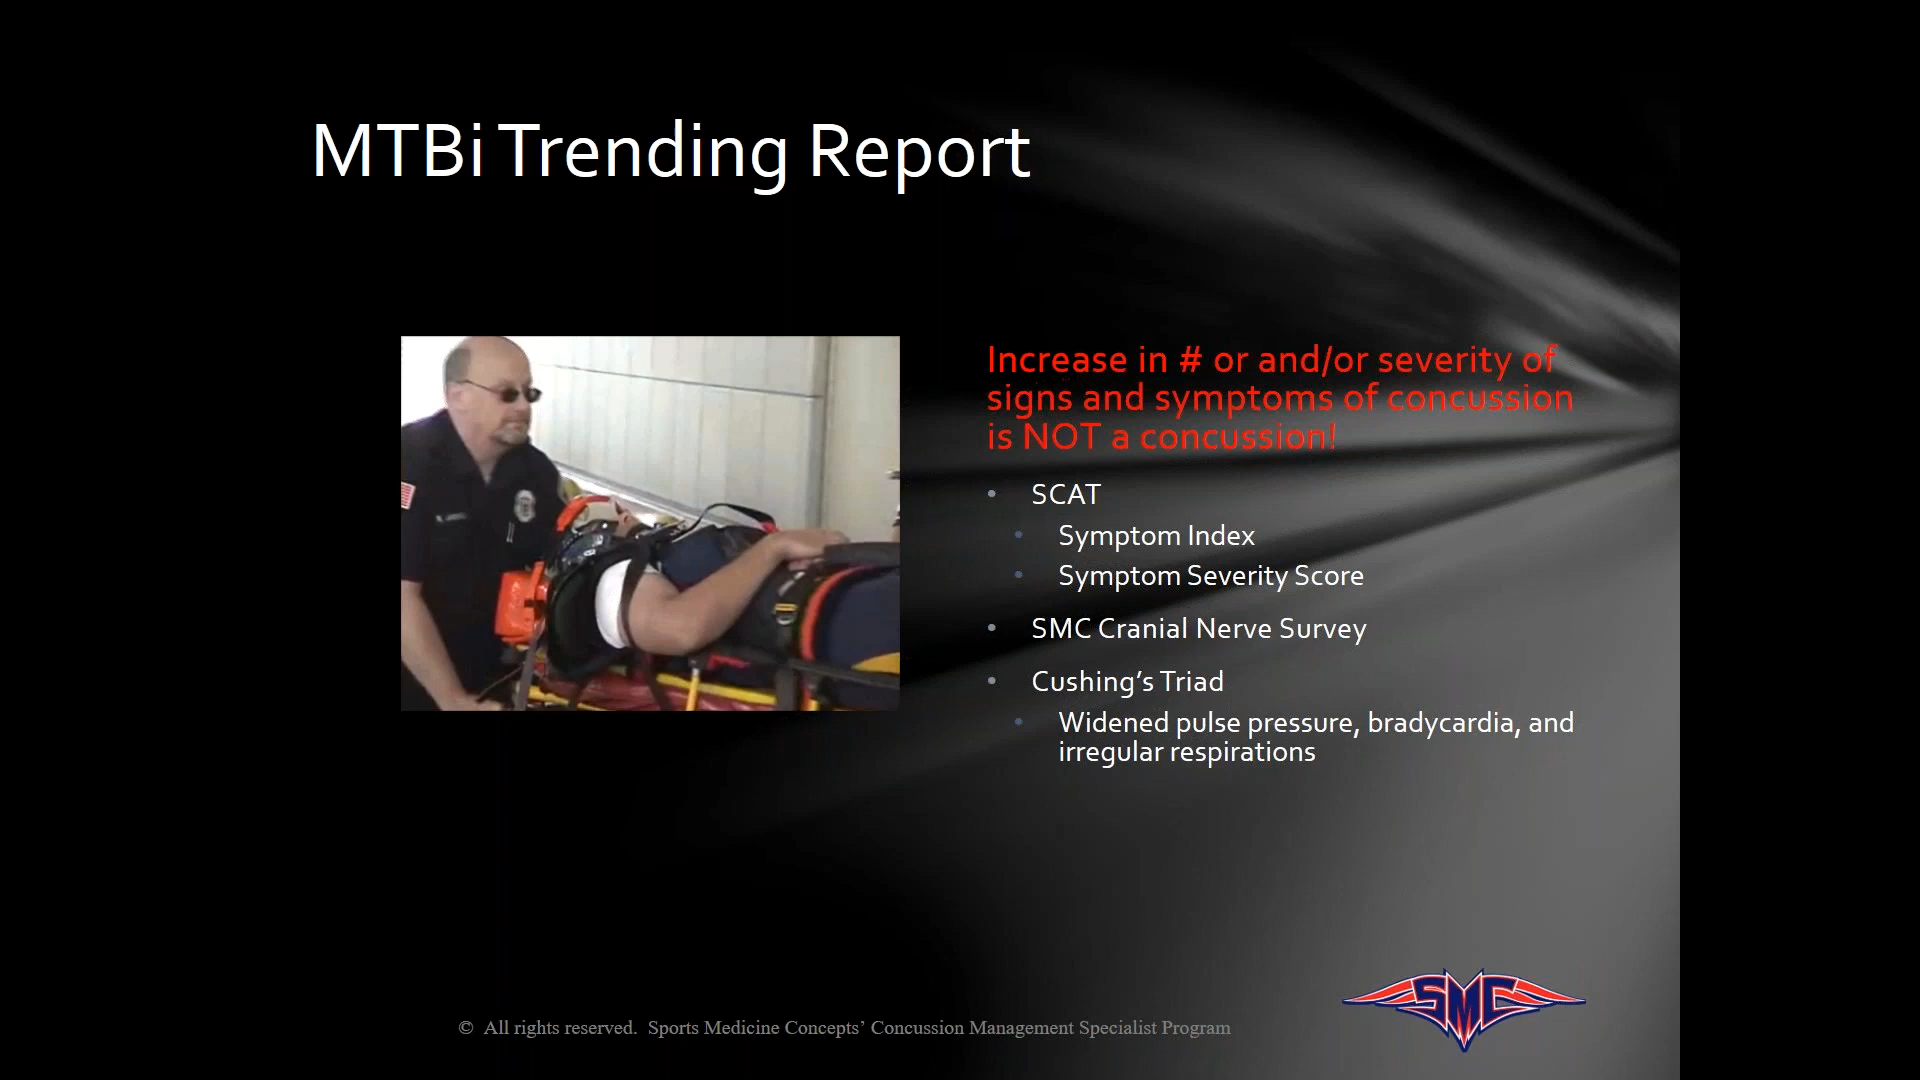 MTBi Trending Report
Increase in # or and/or severity of
signs and symptoms of concussion
is NOT a concussion!
• SCAT
• Symptom Index
• Symptom Severity Score
• SMC Cranial Nerve Survey
• Cushing’s Triad
• Widened pulse pressure, bradycardia, and
irregular respirations
© All rights reserved. Sports Medicine Concepts’ Concussion Management Specialist Program
SMC